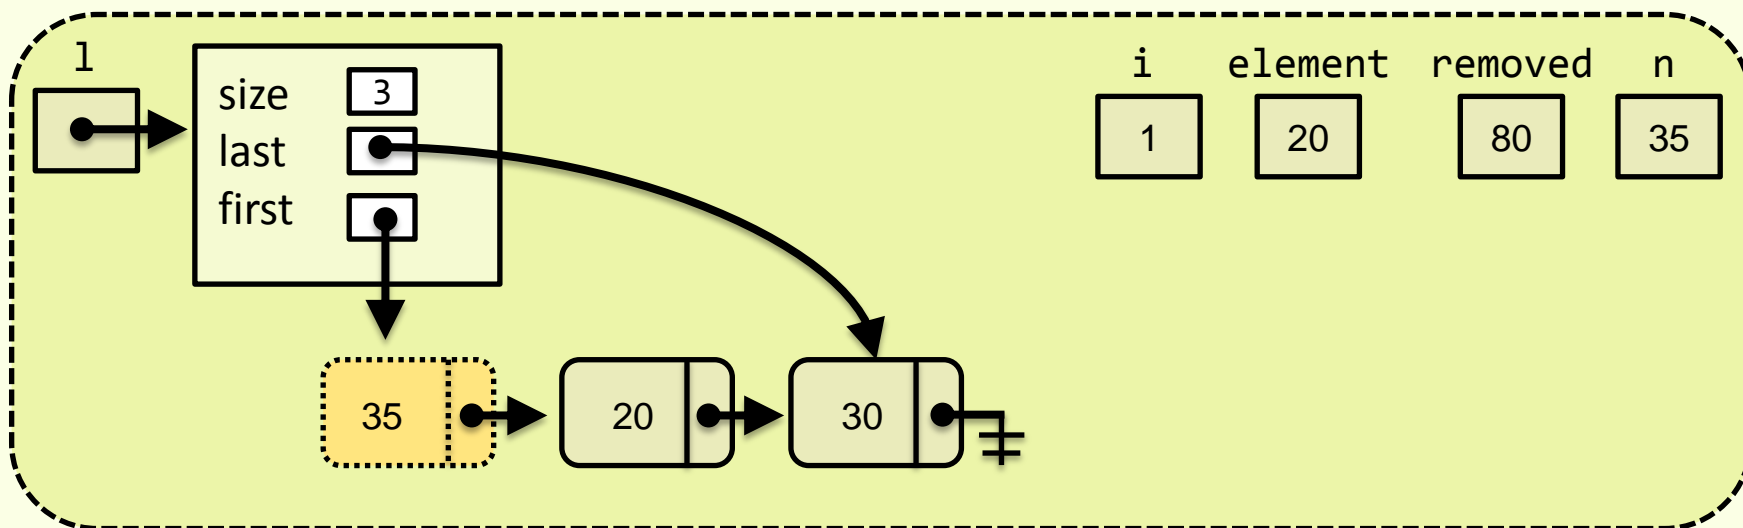 l
size 3
last
first
i element removed n
1 20 80 35
35 20 30